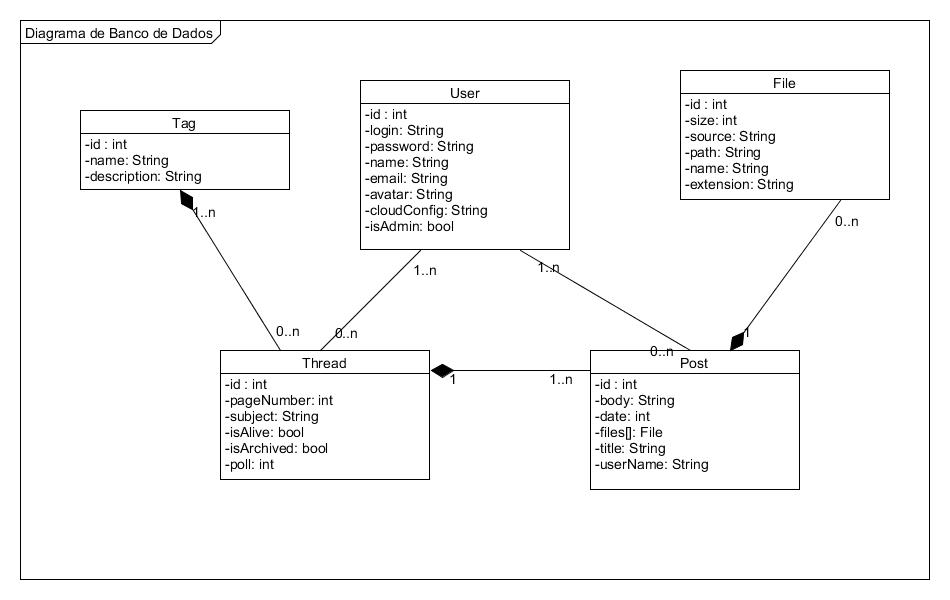 Diagrama de Banco de Dados
Tag
-id : int
-name: String
-description: String
User
-id : int
-login: String
-password: String
-name: String
-email: String
-avatar: String
-cloudConfig: String
-isAdmin: bool
File
-id : int
-size: int
-source: String
-path: String
-name: String
-extension: String
1..n
0..n
1..n
0..n
1..n
0..n
0..n
1
Thread
-id : int
-pageNumber: int
-subject: String
-isAlive: bool
-isArchived: bool
-poll: int
1
1..n
Post
-id : int
-body: String
-date: int
-files[]: File
-title: String
-userName: String